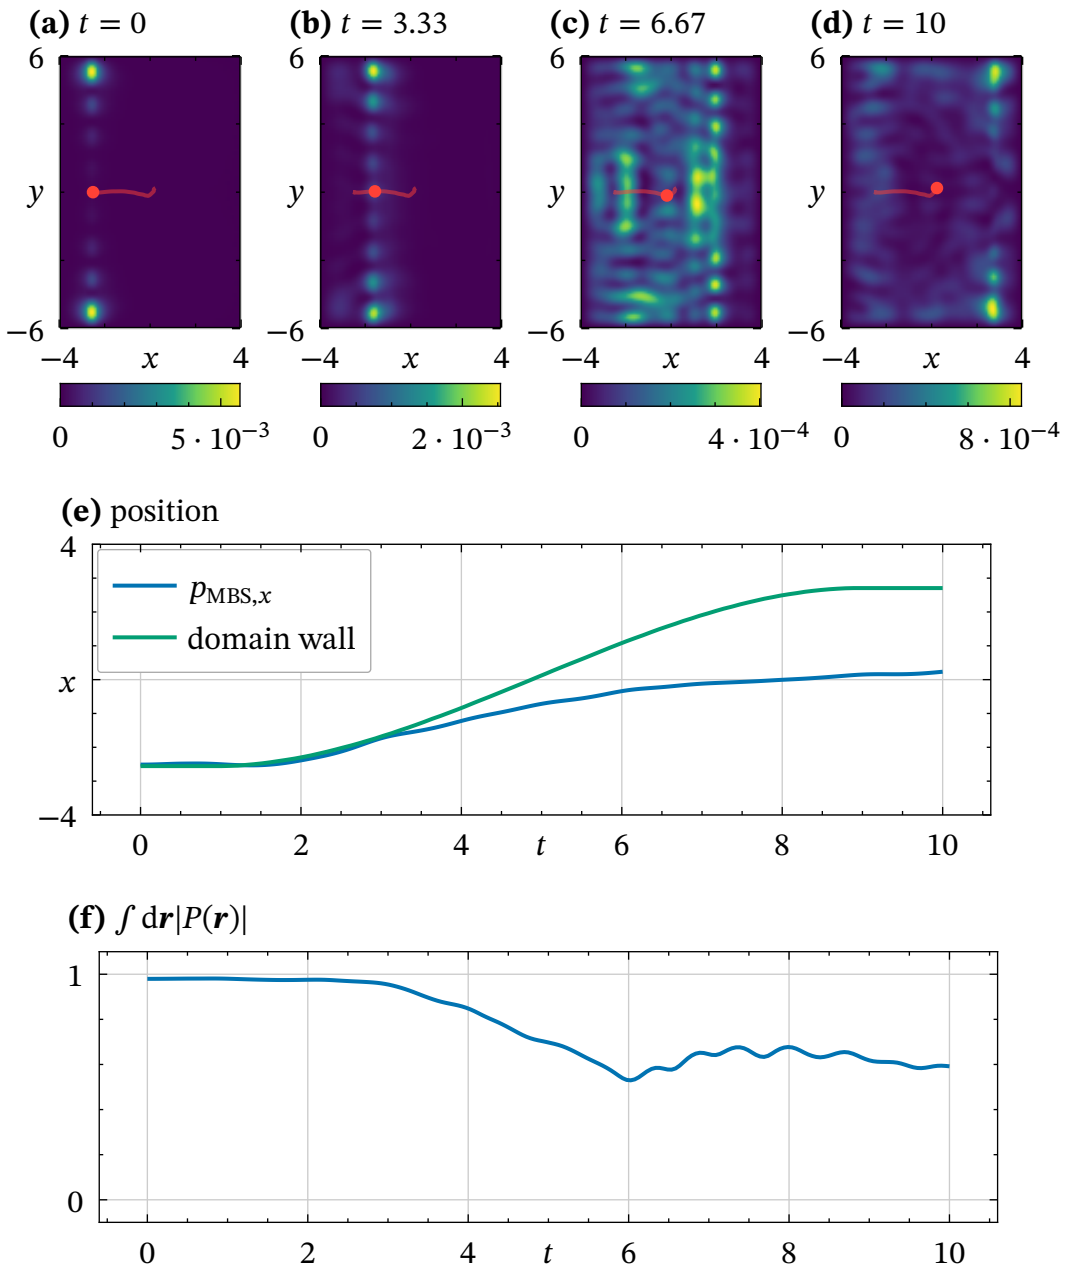 (a) t = 0 (b) t = 3.33 (c) t = 6.67 (d) t = 10
6 6 6 6
y y y y
−6 −6 −6 −6
−4 x 4 −4 x 4 −4 x 4 −4 x 4
0 5 · 10⁻³ 0 2 · 10⁻³ 0 4 · 10⁻⁴ 0 8 · 10⁻⁴
(e) position
4
p_MBS,x
domain wall
x
−4
0 2 4 t 6 8 10
(f) ∫ dr|P(r)|
1
0
0 2 4 t 6 8 10